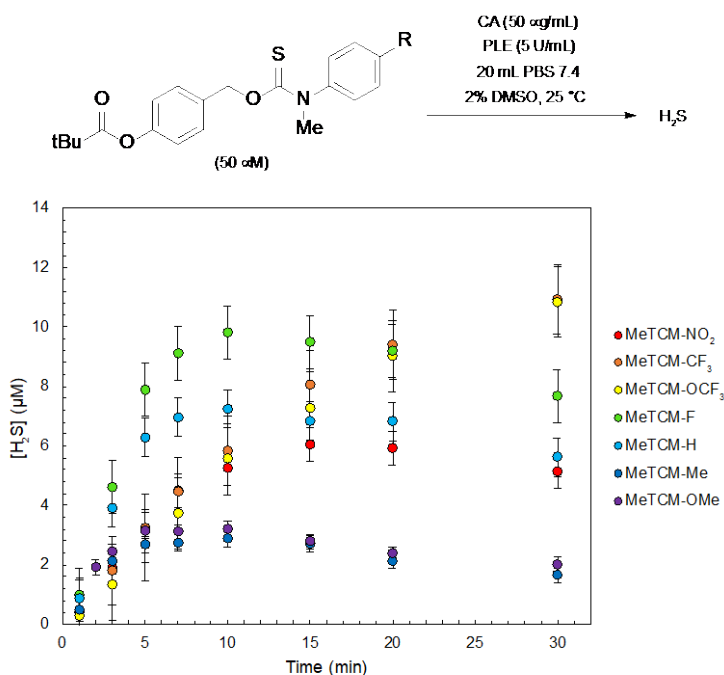 CA (50 αg/mL)
PLE (5 U/mL)
20 mL PBS 7.4
2% DMSO, 25 °C
H₂S
S
R
O
O
N
Me
tBu
O
(50 αM)
14
12
10
8
6
4
2
0
[H₂S] (µM)
0
5
10
15
20
25
30
Time (min)
MeTCM-NO₂
MeTCM-CF₃
MeTCM-OCF₃
MeTCM-F
MeTCM-H
MeTCM-Me
MeTCM-OMe